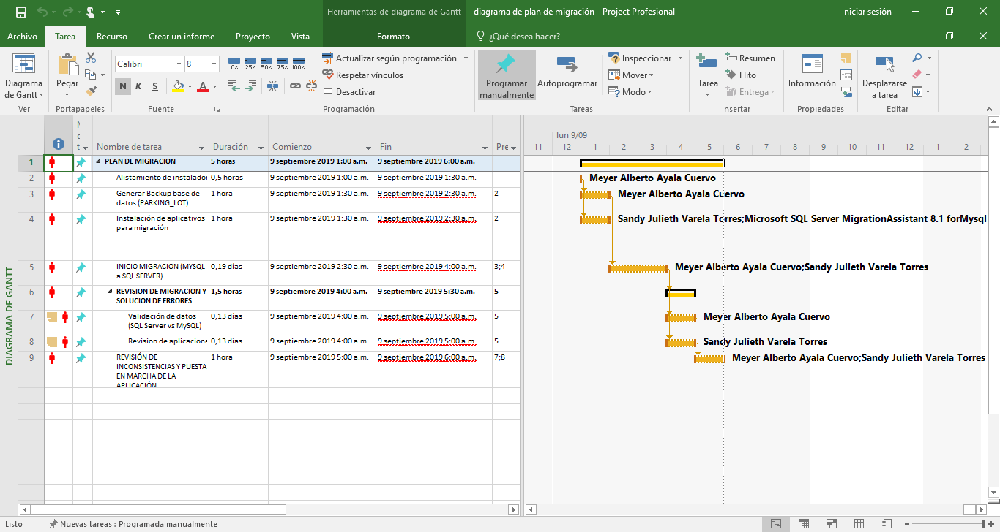 Herramientas de diagrama de Gantt
diagrama de plan de migración - Project Profesional
Iniciar sesión
Archivo
Tarea
Recurso
Crear un informe
Proyecto
Vista
Formato
¿Qué desea hacer?
Diagrama
de Gantt
Ver
Pegar
Portapapeles
Calibri
8
N K S A
Fuente
0% 25% 50% 75% 100%
Actualizar según programación
Respetar vínculos
Desactivar
Programación
Programar
manualmente
Autoprogramar
Inspeccionar
Mover
Modo
Tareas
Tarea
Resumen
Hito
Entrega
Insertar
Información
Propiedades
Desplazarse
a tarea
Editar
DIAGRAMA DE GANTT
Nombre de tarea
Duración
Comienzo
Fin
Pre
lun 9/09
11 12 1 2 3 4 5 6 7 8 9 10 11 12 1 2
1 PLAN DE MIGRACION 5 horas 9 septiembre 2019 1:00 a.m. 9 septiembre 2019 6:00 a.m.
2 Alistamiento de instalador 0,5 horas 9 septiembre 2019 1:00 a.m. 9 septiembre 2019 1:30 a.m.
Meyer Alberto Ayala Cuervo
3 Generar Backup base de 1 hora 9 septiembre 2019 1:30 a.m. 9 septiembre 2019 2:30 a.m. 2
datos (PARKING_LOT)
Meyer Alberto Ayala Cuervo
4 Instalación de aplicativos 1 hora 9 septiembre 2019 1:30 a.m. 9 septiembre 2019 2:30 a.m. 2
para migración
Sandy Julieth Varela Torres;Microsoft SQL Server MigrationAssistant 8.1 forMysql
5 INICIO MIGRACION (MYSQL 0,19 días 9 septiembre 2019 2:30 a.m. 9 septiembre 2019 4:00 a.m. 3;4
a SQL SERVER)
Meyer Alberto Ayala Cuervo;Sandy Julieth Varela Torres
6 REVISION DE MIGRACION Y 1,5 horas 9 septiembre 2019 4:00 a.m. 9 septiembre 2019 5:30 a.m. 5
SOLUCION DE ERRORES
7 Validación de datos 0,13 días 9 septiembre 2019 4:00 a.m. 9 septiembre 2019 5:00 a.m. 5
(SQL Server vs MySQL)
Meyer Alberto Ayala Cuervo
8 Revision de aplicacione 0,13 días 9 septiembre 2019 4:00 a.m. 9 septiembre 2019 5:00 a.m. 5
Sandy Julieth Varela Torres
9 REVISIÓN DE 1 hora 9 septiembre 2019 5:00 a.m. 9 septiembre 2019 6:00 a.m. 7;8
INCONSISTENCIAS Y PUESTA
EN MARCHA DE LA
APLICACIÓN
Meyer Alberto Ayala Cuervo;Sandy Julieth Varela Torres
Listo
Nuevas tareas : Programada manualmente